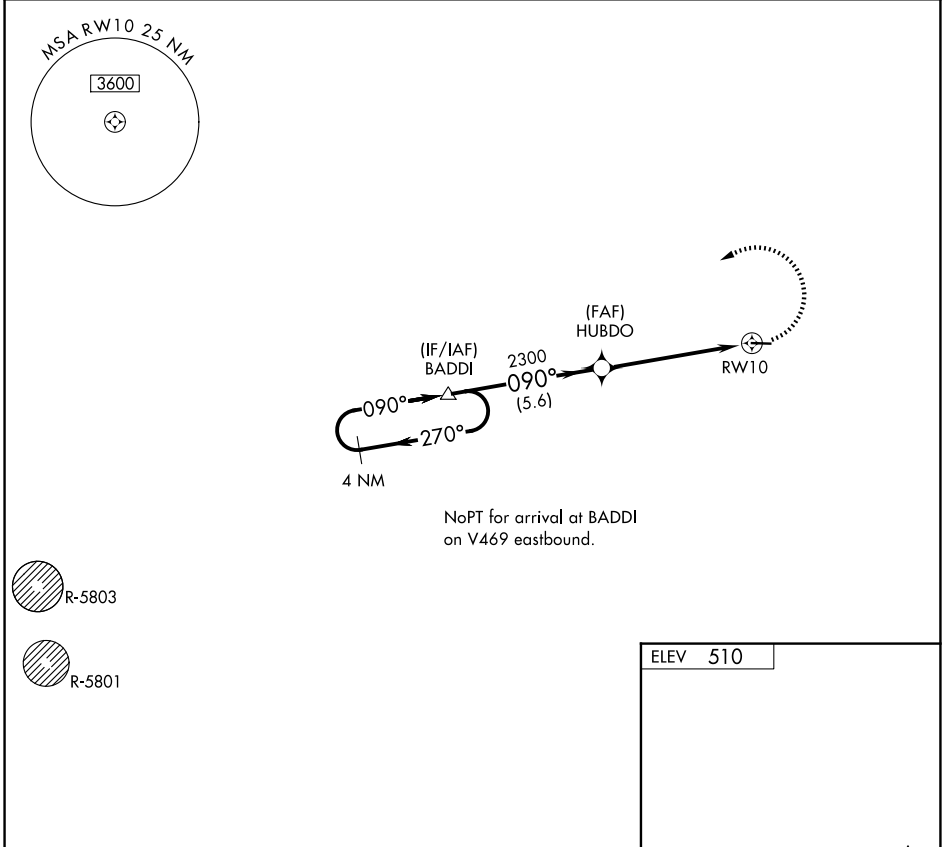 MSA RW10 25 NM
3600
(FAF)
HUBDO
(IF/IAF)
BADDI
2300
090°
(5.6)
RW10
090°
270°
4 NM
NoPT for arrival at BADDI
on V469 eastbound.
R-5803
R-5801
ELEV 510